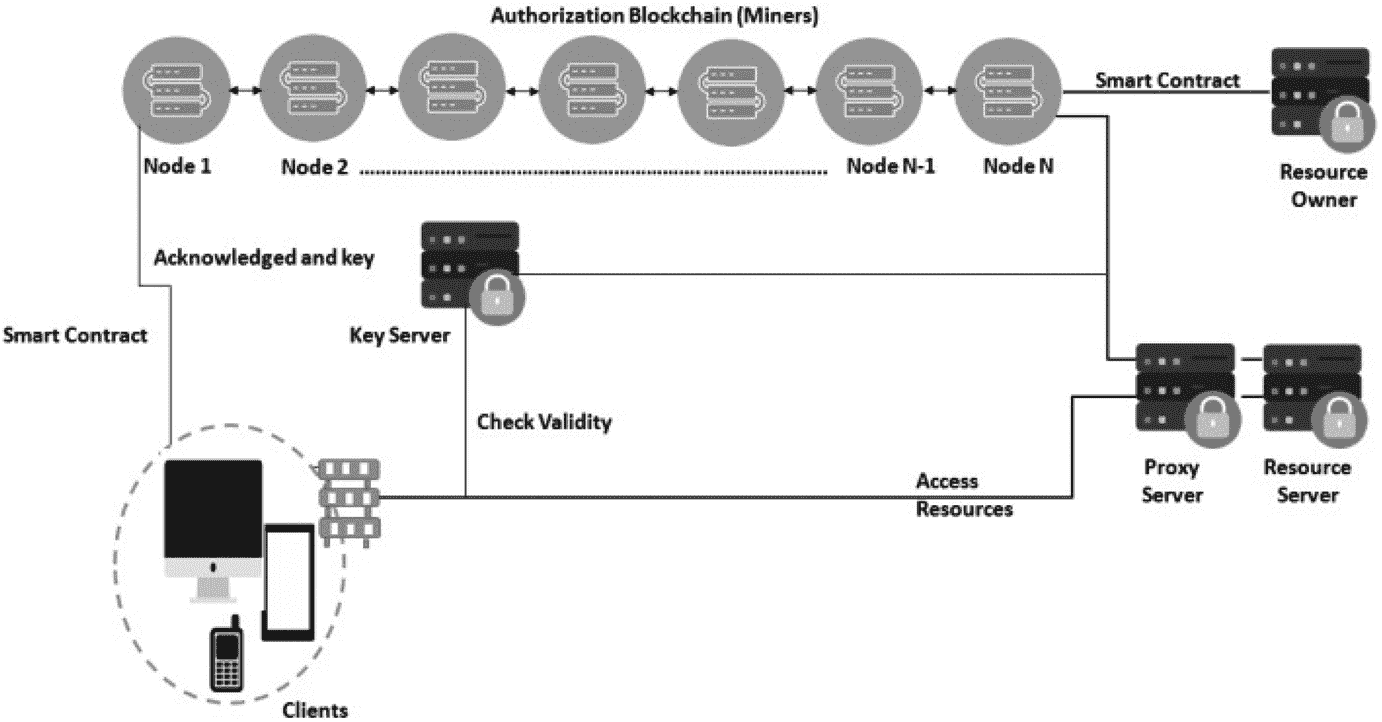 Authorization Blockchain (Miners)
Smart Contract
Node 1
Node 2
Node N-1
Node N
Resource
Owner
Acknowledged and key
Smart Contract
Key Server
Check Validity
Access
Resources
Proxy
Server
Resource
Server
Clients